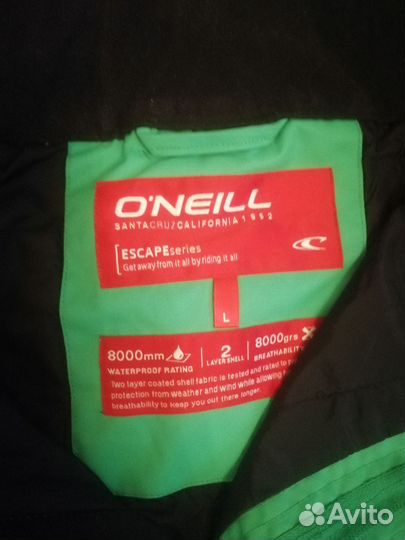 O'NEILL
SANTACRUZCALIFORNIA1952
ESCAPEseries
Get away from it all by riding it all
L
8000mm
WATERPROOF RATING
2
LAYER SHELL
8000grs
BREATHABILITY
Two layer coated shell fabric is tested and rated to
protection from weather and wind while allowing
breathability to keep you out there longer.
Avito